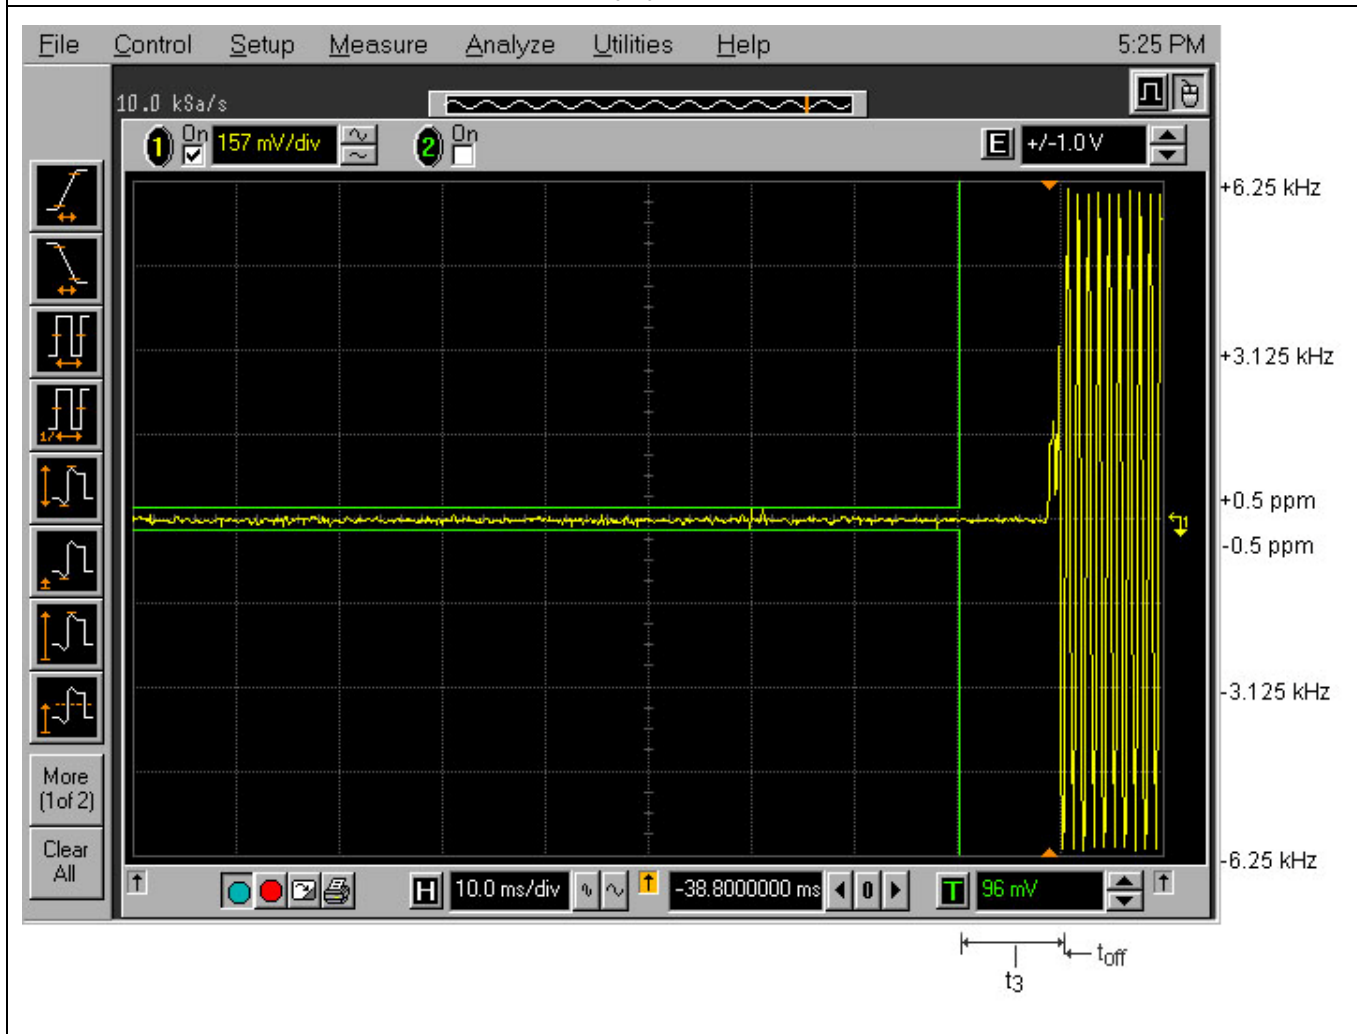 File Control Setup Measure Analyze Utilities Help 5:25 PM
10.0 kSa/s
1 On 157 mV/div 2 On E +/-1.0 V
+6.25 kHz
+3.125 kHz
+0.5 ppm
-0.5 ppm
-3.125 kHz
-6.25 kHz
1/
1
More
(1of 2)
Clear
All
H 10.0 ms/div -38.8000000 ms 0 T 96 mV
toff
t3